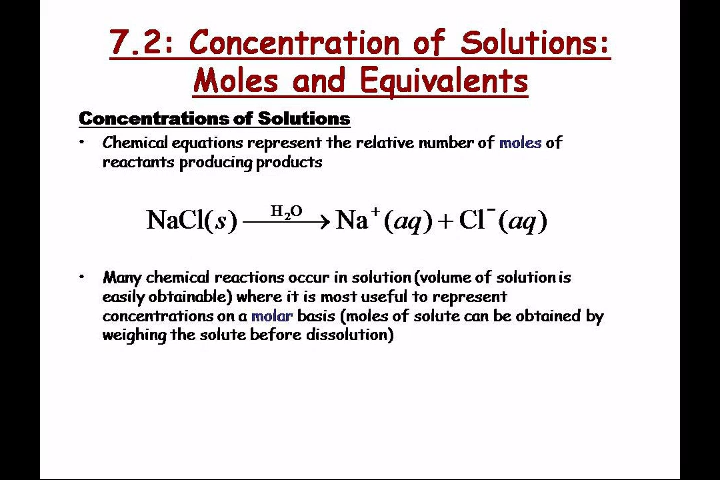 7.2: Concentration of Solutions:
Moles and Equivalents
Concentrations of Solutions
• Chemical equations represent the relative number of moles of
reactants producing products
NaCl(s) —H₂O→ Na⁺(aq) + Cl⁻(aq)
• Many chemical reactions occur in solution (volume of solution is
easily obtainable) where it is most useful to represent
concentrations on a molar basis (moles of solute can be obtained by
weighing the solute before dissolution)